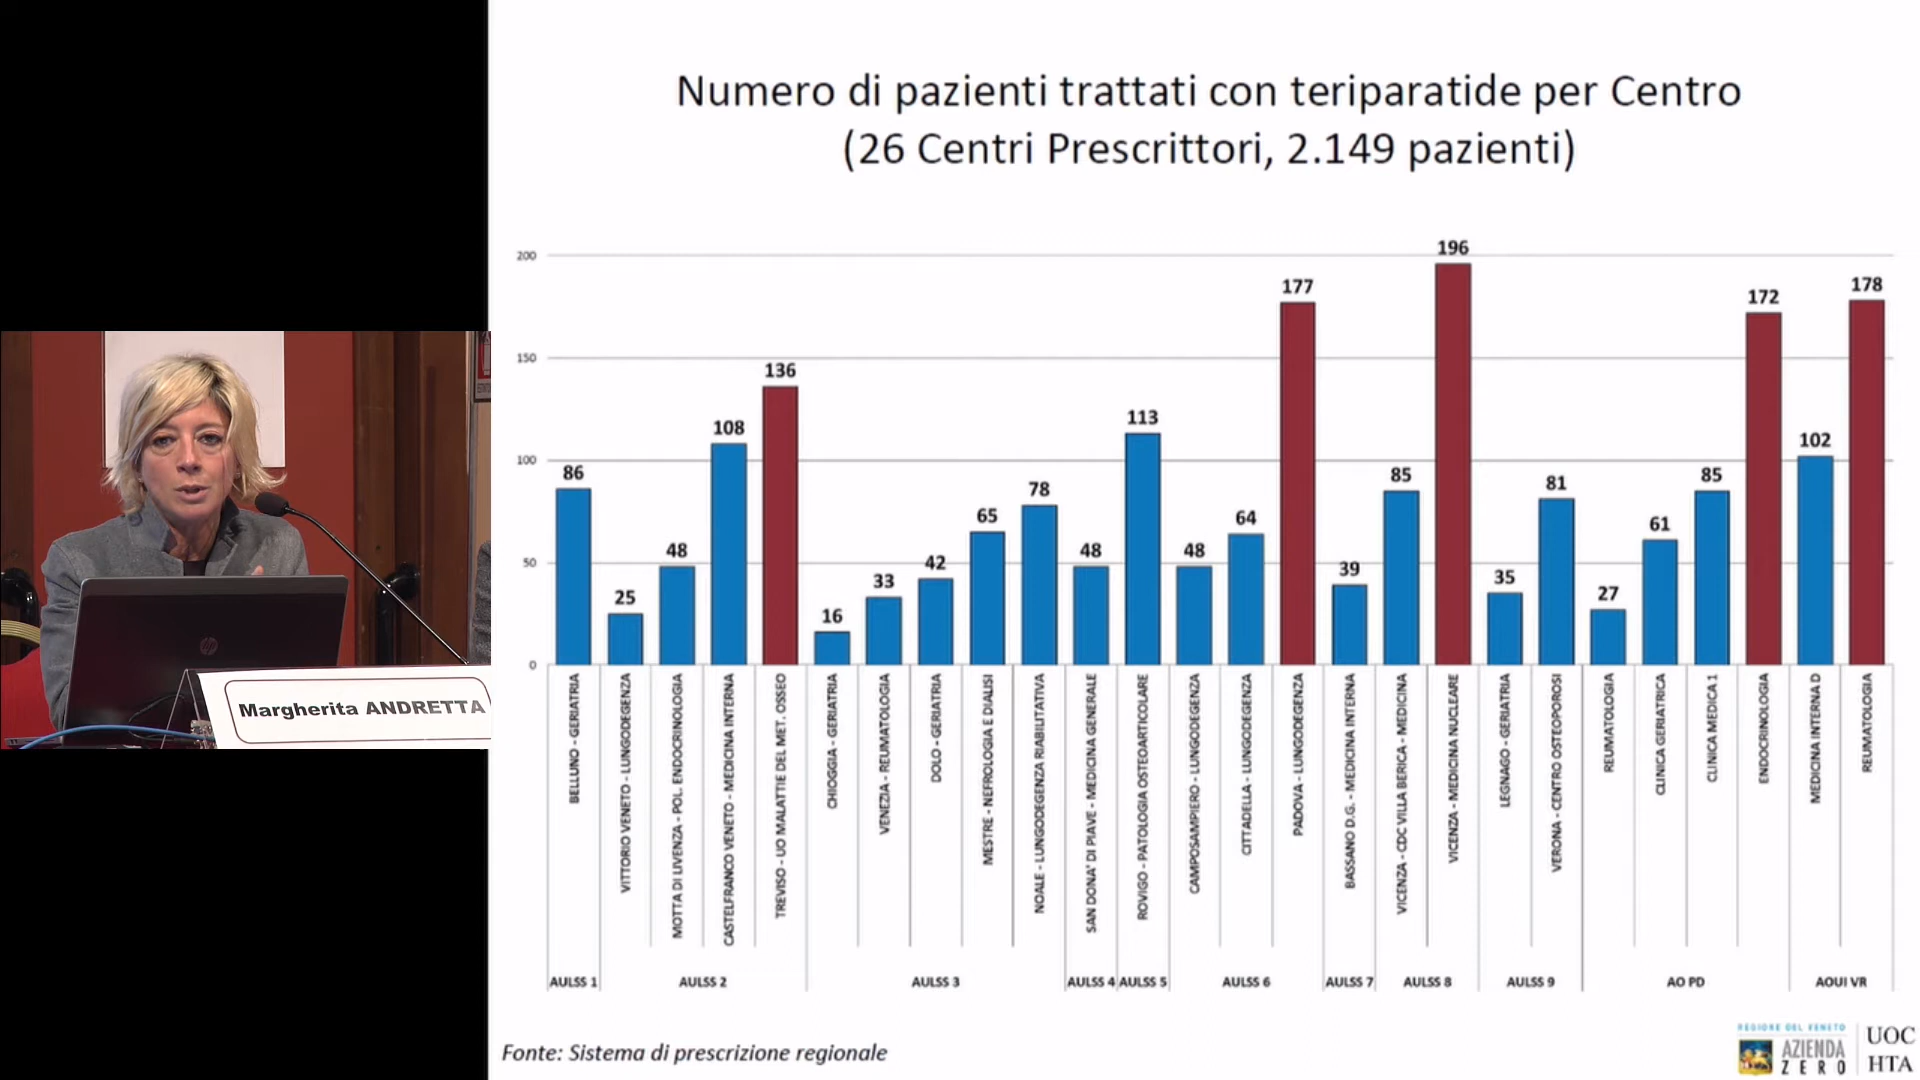 Numero di pazienti trattati con teriparatide per Centro
(26 Centri Prescrittori, 2.149 pazienti)
200
150
100
50
0
86
25
48
108
136
16
33
42
65
78
48
113
48
64
177
39
85
196
35
81
27
61
85
172
102
178
BELLUNO - GERIATRIA
VITTORIO VENETO - LUNGODEGENZA
MOTTA DI LIVENZA - POL. ENDOCRINOLOGIA
CASTELFRANCO VENETO - MEDICINA INTERNA
TREVISO - UO MALATTIE DEL MET. OSSEO
CHIOGGIA - GERIATRIA
VENEZIA - REUMATOLOGIA
DOLO - GERIATRIA
MESTRE - NEFROLOGIA E DIALISI
NOALE - LUNGODEGENZA RIABILITATIVA
SAN DONA' DI PIAVE - MEDICINA GENERALE
ROVIGO - PATOLOGIA OSTEOARTICOLARE
CAMPOSAMPIERO - LUNGODEGENZA
CITTADELLA - LUNGODEGENZA
PADOVA - LUNGODEGENZA
BASSANO D.G. - MEDICINA INTERNA
VICENZA - CDC VILLA BERICA - MEDICINA
VICENZA - MEDICINA NUCLEARE
LEGNAGO - GERIATRIA
VERONA - CENTRO OSTEOPOROSI
REUMATOLOGIA
CLINICA GERIATRICA
CLINICA MEDICA 1
ENDOCRINOLOGIA
MEDICINA INTERNA D
REUMATOLOGIA
AULSS 1
AULSS 2
AULSS 3
AULSS 4
AULSS 5
AULSS 6
AULSS 7
AULSS 8
AULSS 9
AO PD
AOUI VR
Fonte: Sistema di prescrizione regionale
REGIONE DEL VENETO
AZIENDA
ZERO
UOC
HTA
Margherita ANDRETTA
hp